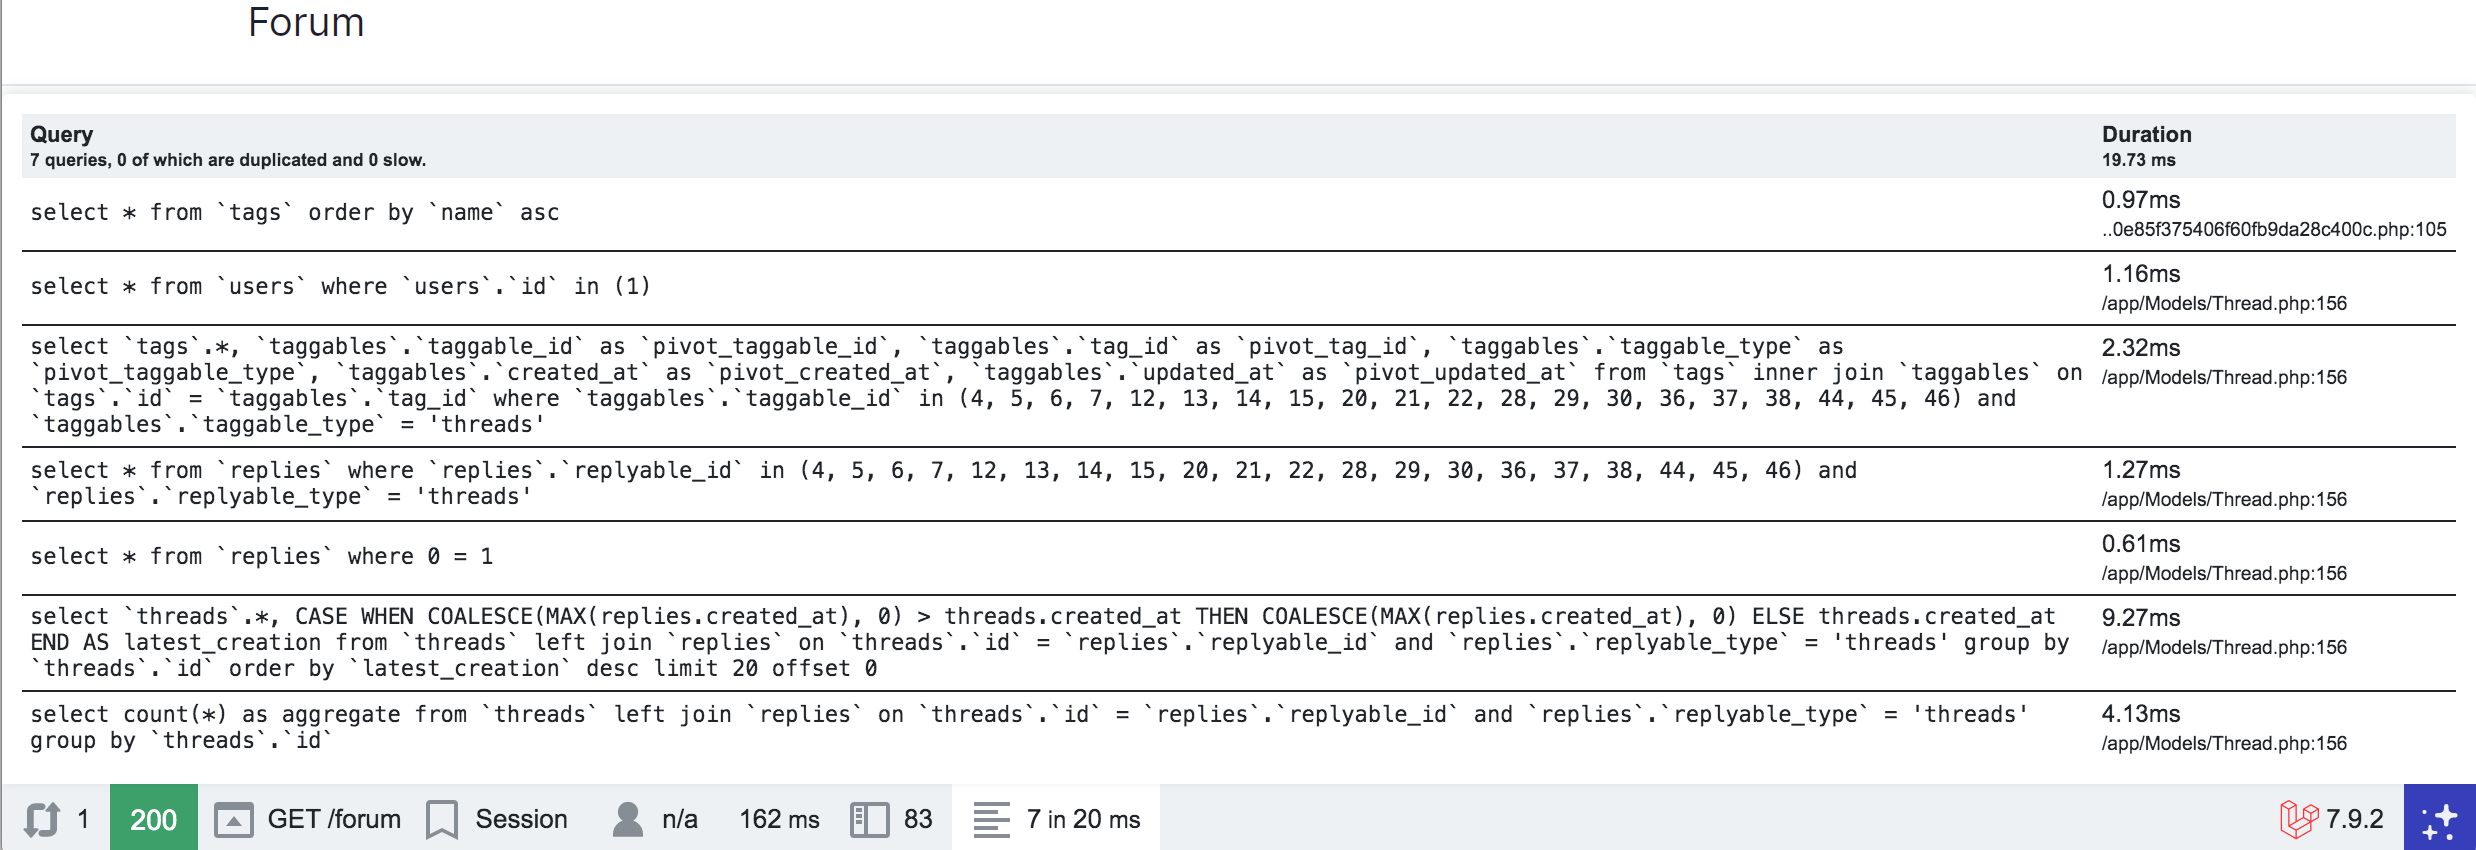 Forum
Query
7 queries, 0 of which are duplicated and 0 slow.
Duration
19.73 ms
select * from `tags` order by `name` asc
0.97ms
..0e85f375406f60fb9da28c400c.php:105
select * from `users` where `users`.`id` in (1)
1.16ms
/app/Models/Thread.php:156
select `tags`.*, `taggables`.`taggable_id` as `pivot_taggable_id`, `taggables`.`tag_id` as `pivot_tag_id`, `taggables`.`taggable_type` as
`pivot_taggable_type`, `taggables`.`created_at` as `pivot_created_at`, `taggables`.`updated_at` as `pivot_updated_at` from `tags` inner join `taggables` on
`tags`.`id` = `taggables`.`tag_id` where `taggables`.`taggable_id` in (4, 5, 6, 7, 12, 13, 14, 15, 20, 21, 22, 28, 29, 30, 36, 37, 38, 44, 45, 46) and
`taggables`.`taggable_type` = 'threads'
2.32ms
/app/Models/Thread.php:156
select * from `replies` where `replies`.`replyable_id` in (4, 5, 6, 7, 12, 13, 14, 15, 20, 21, 22, 28, 29, 30, 36, 37, 38, 44, 45, 46) and
`replies`.`replyable_type` = 'threads'
1.27ms
/app/Models/Thread.php:156
select * from `replies` where 0 = 1
0.61ms
/app/Models/Thread.php:156
select `threads`.*, CASE WHEN COALESCE(MAX(replies.created_at), 0) > threads.created_at THEN COALESCE(MAX(replies.created_at), 0) ELSE threads.created_at
END AS latest_creation from `threads` left join `replies` on `threads`.`id` = `replies`.`replyable_id` and `replies`.`replyable_type` = 'threads' group by
`threads`.`id` order by `latest_creation` desc limit 20 offset 0
9.27ms
/app/Models/Thread.php:156
select count(*) as aggregate from `threads` left join `replies` on `threads`.`id` = `replies`.`replyable_id` and `replies`.`replyable_type` = 'threads'
group by `threads`.`id`
4.13ms
/app/Models/Thread.php:156
1 200 GET /forum Session n/a 162 ms 83 7 in 20 ms 7.9.2